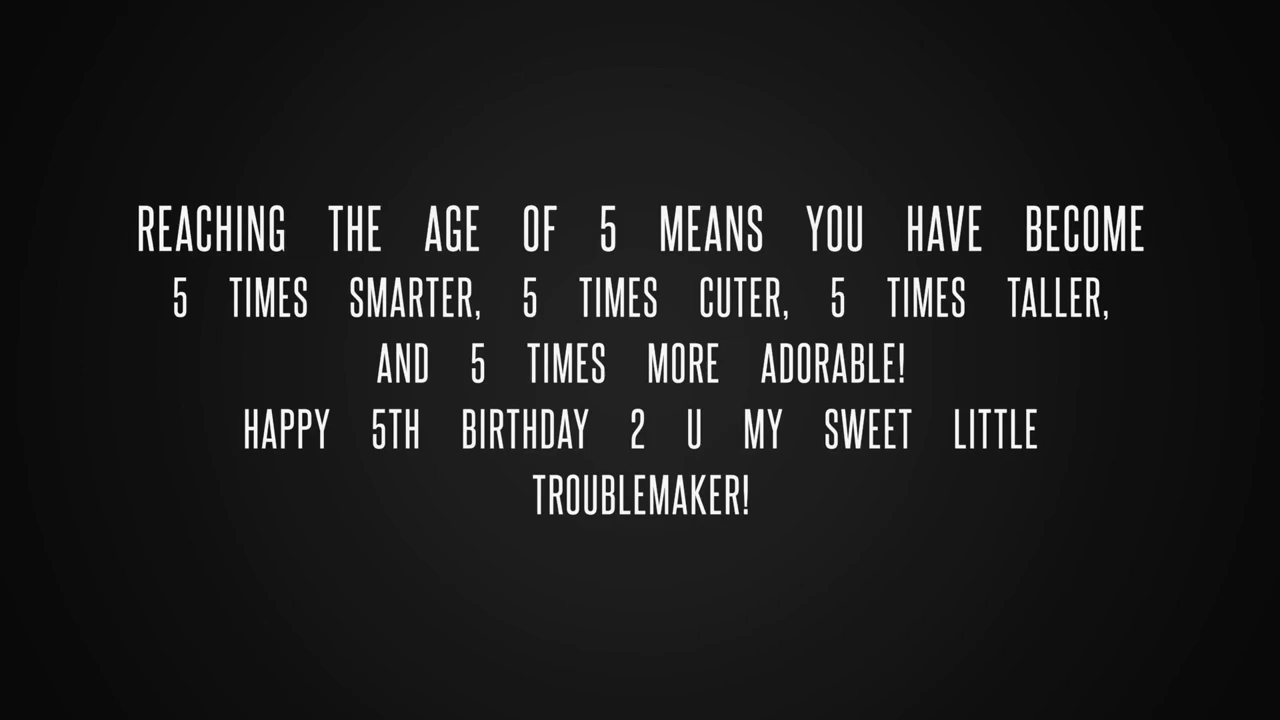 REACHING THE AGE OF 5 MEANS YOU HAVE BECOME
5 TIMES SMARTER, 5 TIMES CUTER, 5 TIMES TALLER,
AND 5 TIMES MORE ADORABLE!
HAPPY 5TH BIRTHDAY 2 U MY SWEET LITTLE
TROUBLEMAKER!